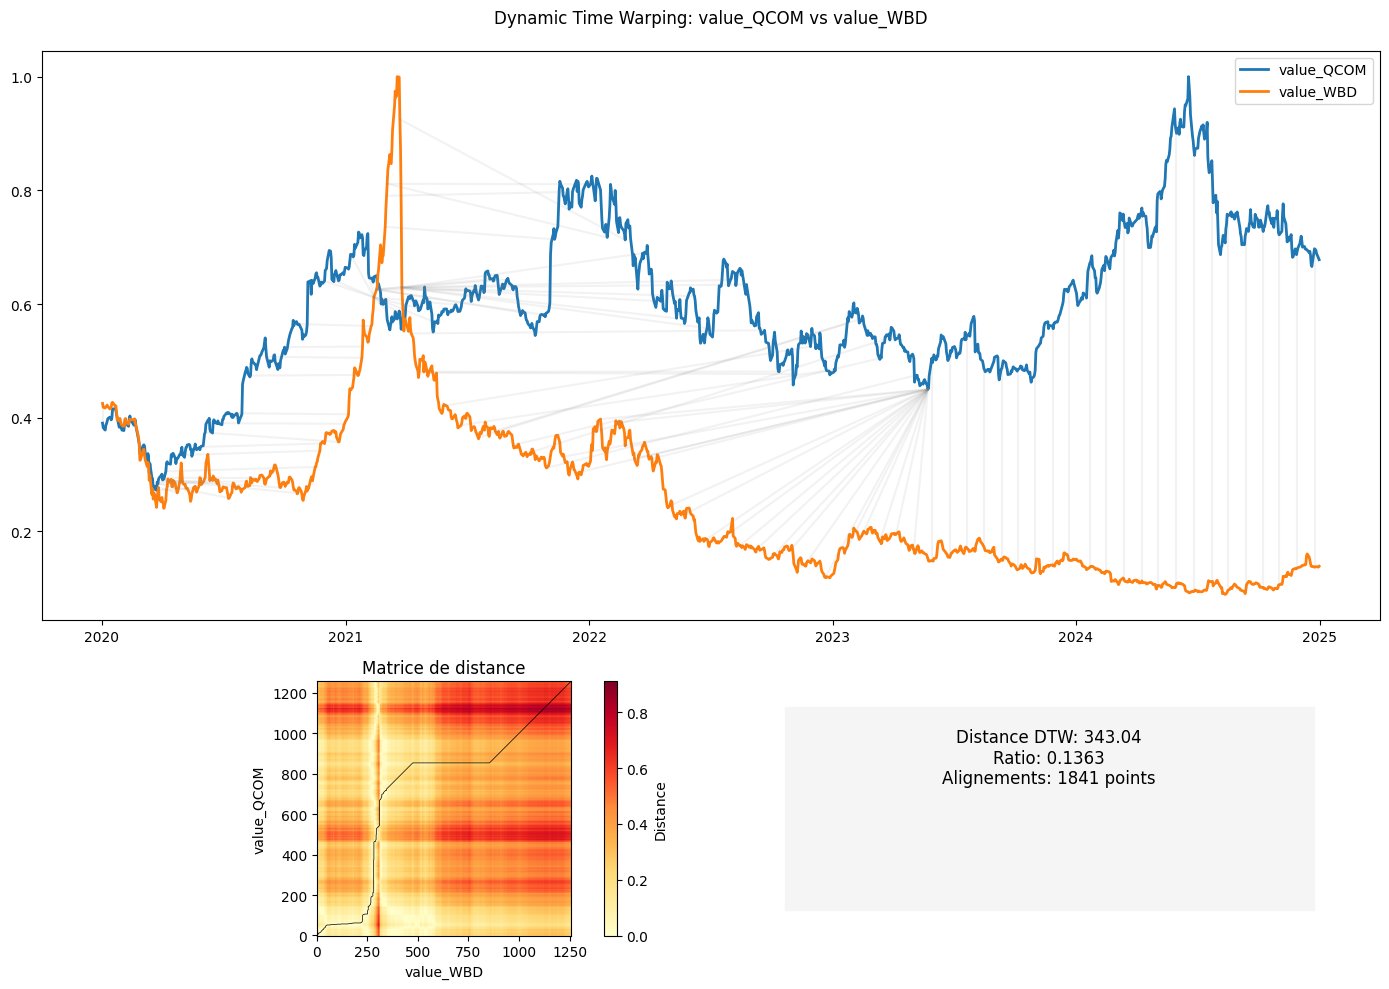 Dynamic Time Warping: value_QCOM vs value_WBD
value_QCOM
value_WBD
1.0
0.8
0.6
0.4
0.2
2020 2021 2022 2023 2024 2025
Matrice de distance
value_QCOM
1200
1000
800
600
400
200
0
0 250 500 750 1000 1250
value_WBD
0.8
0.6
0.4
0.2
0.0
Distance
Distance DTW: 343.04
Ratio: 0.1363
Alignements: 1841 points